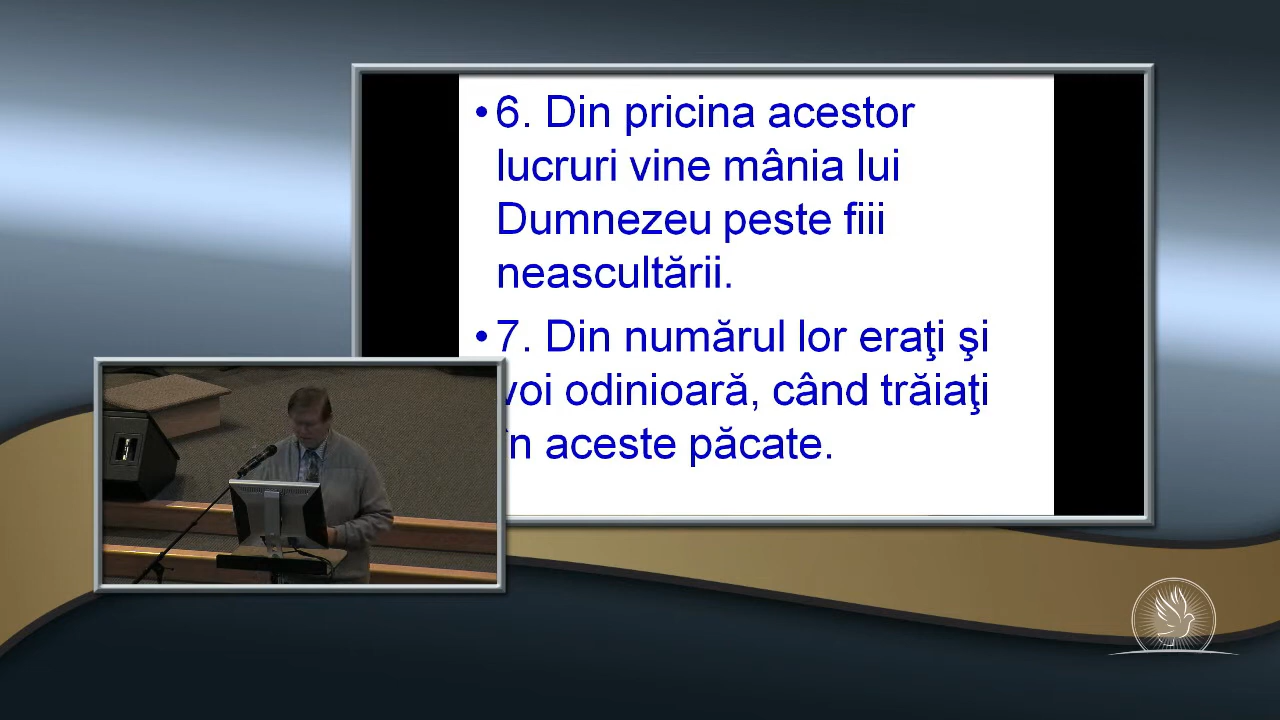 •6. Din pricina acestor
lucruri vine mânia lui
Dumnezeu peste fiii
neascultării.
•7. Din numărul lor eraţi şi
voi odinioară, când trăiaţi
în aceste păcate.